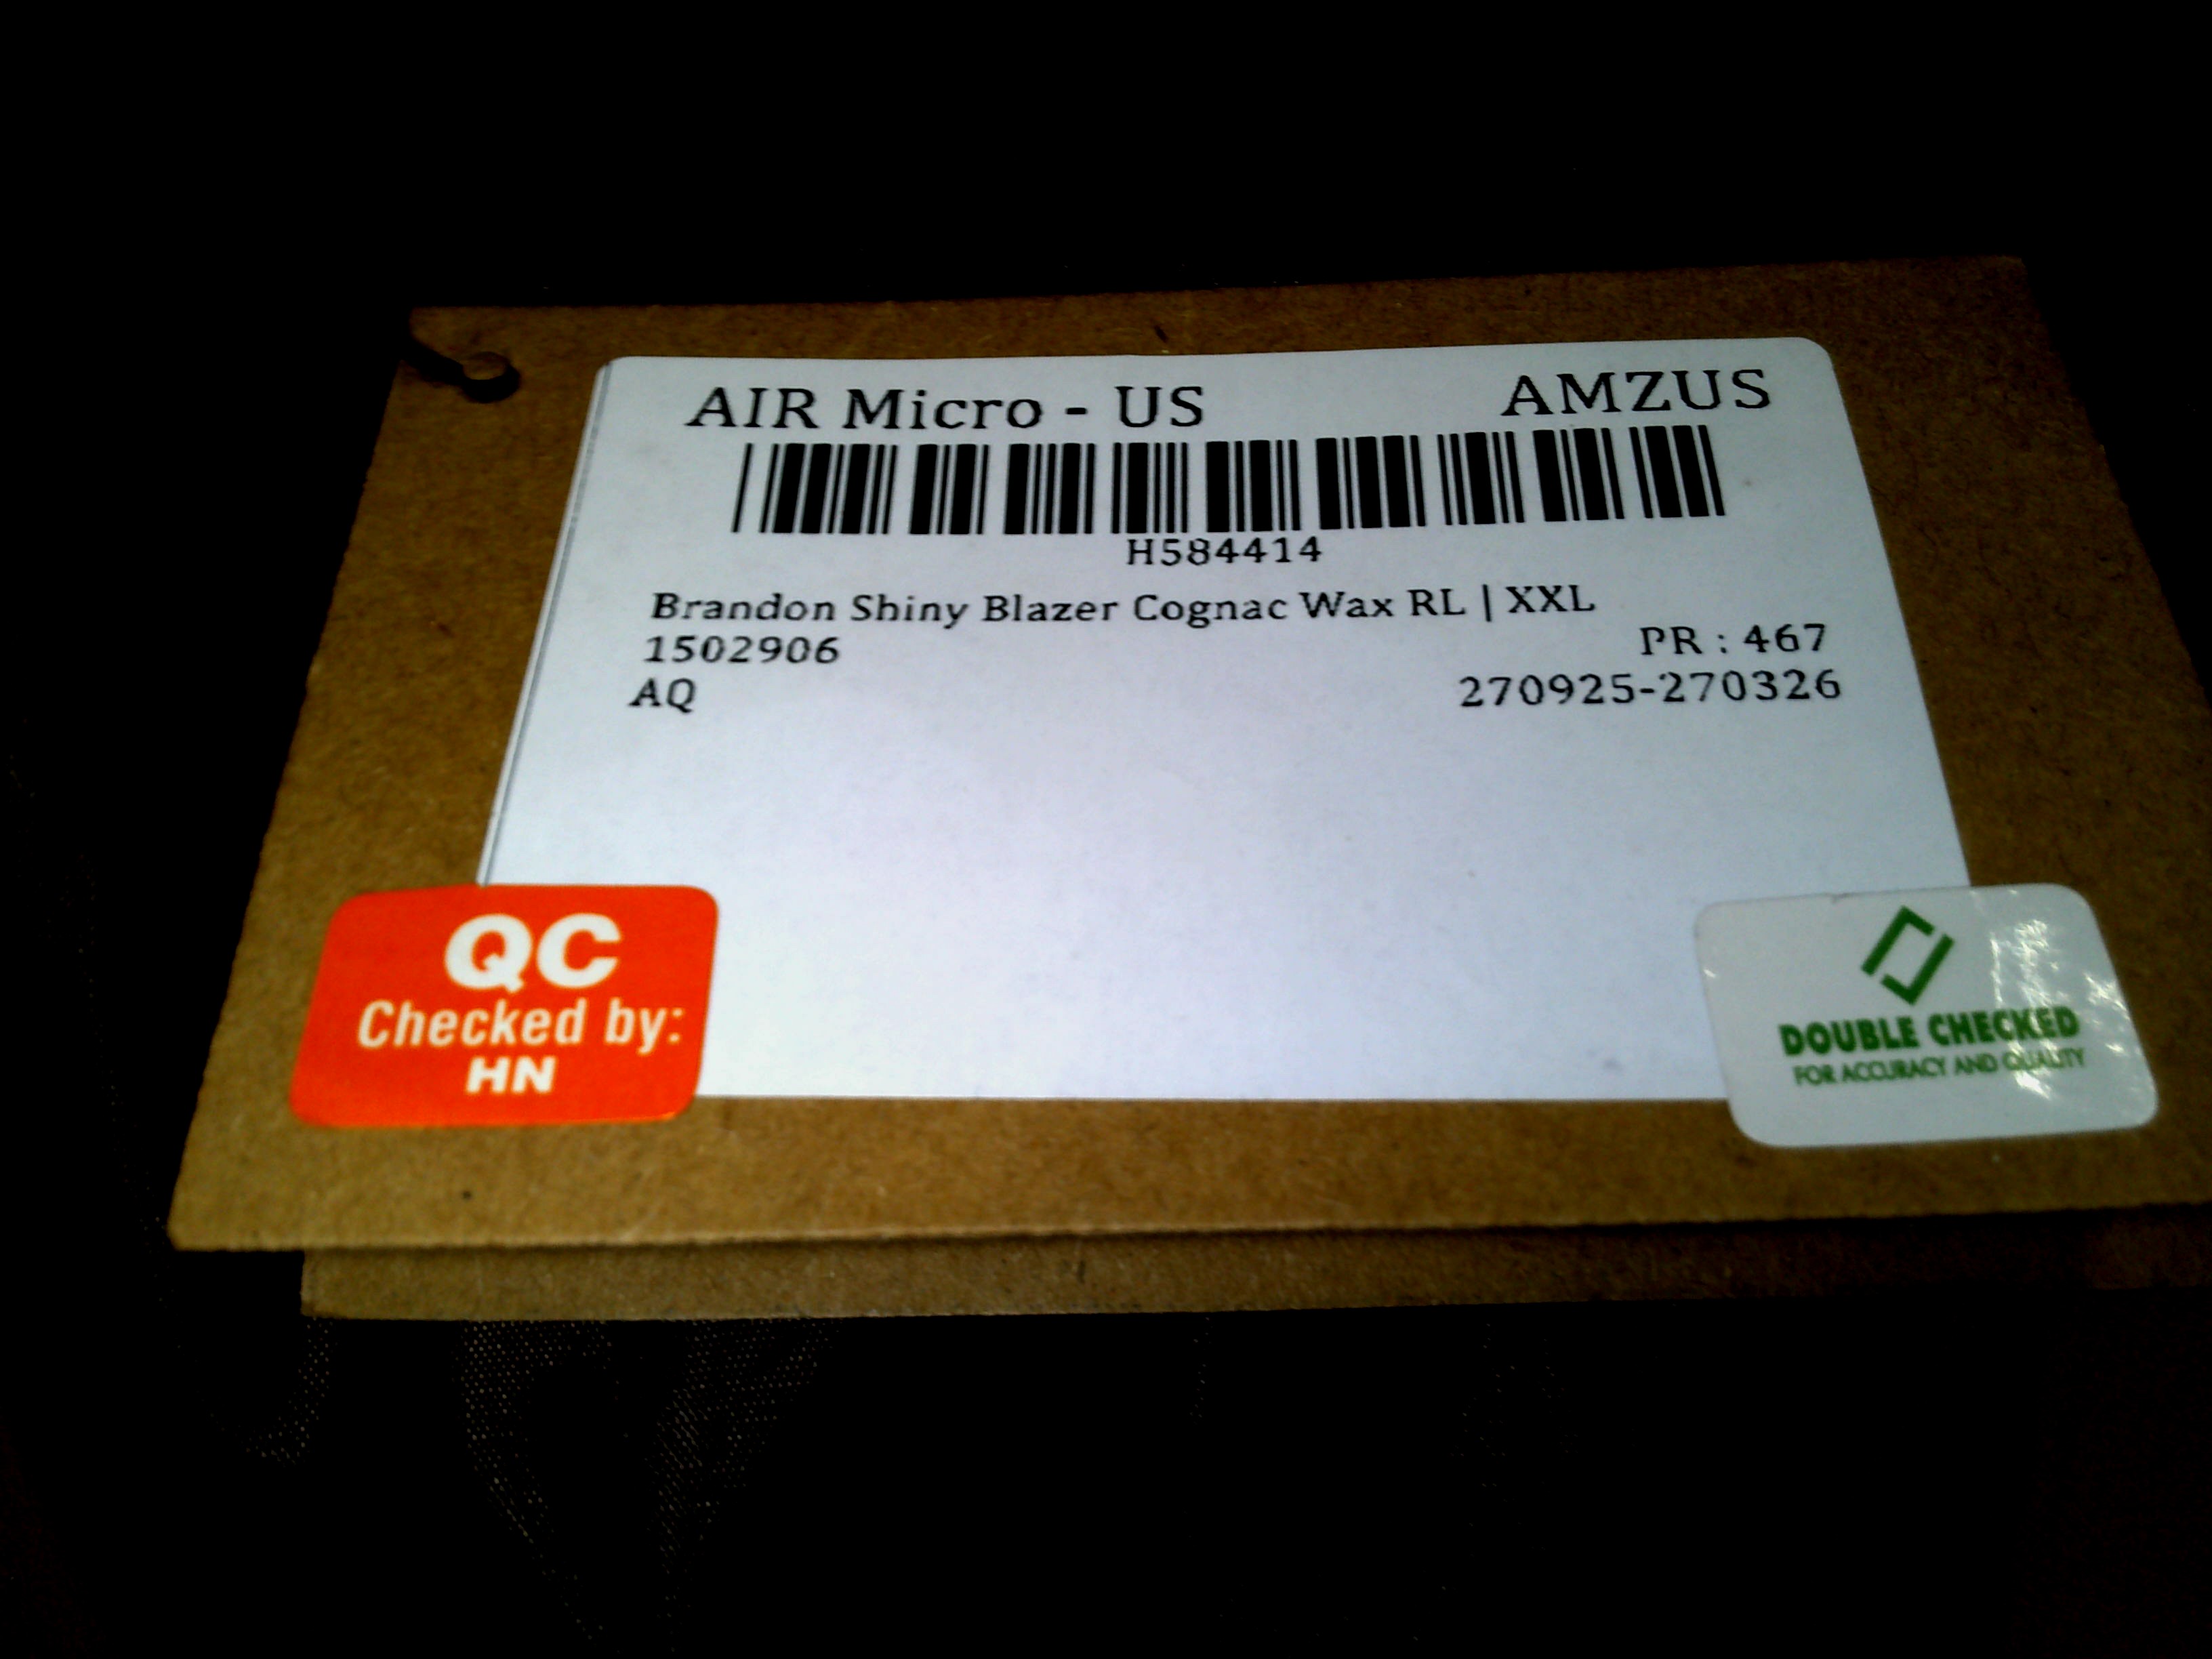 AIR Micro - US AMZUS
H584414
Brandon Shiny Blazer Cognac Wax RL | XXL
1502906 PR : 467
AQ 270925-270326
QC
Checked by:
HN
DOUBLE CHECKED
FOR ACCURACY AND QUALITY